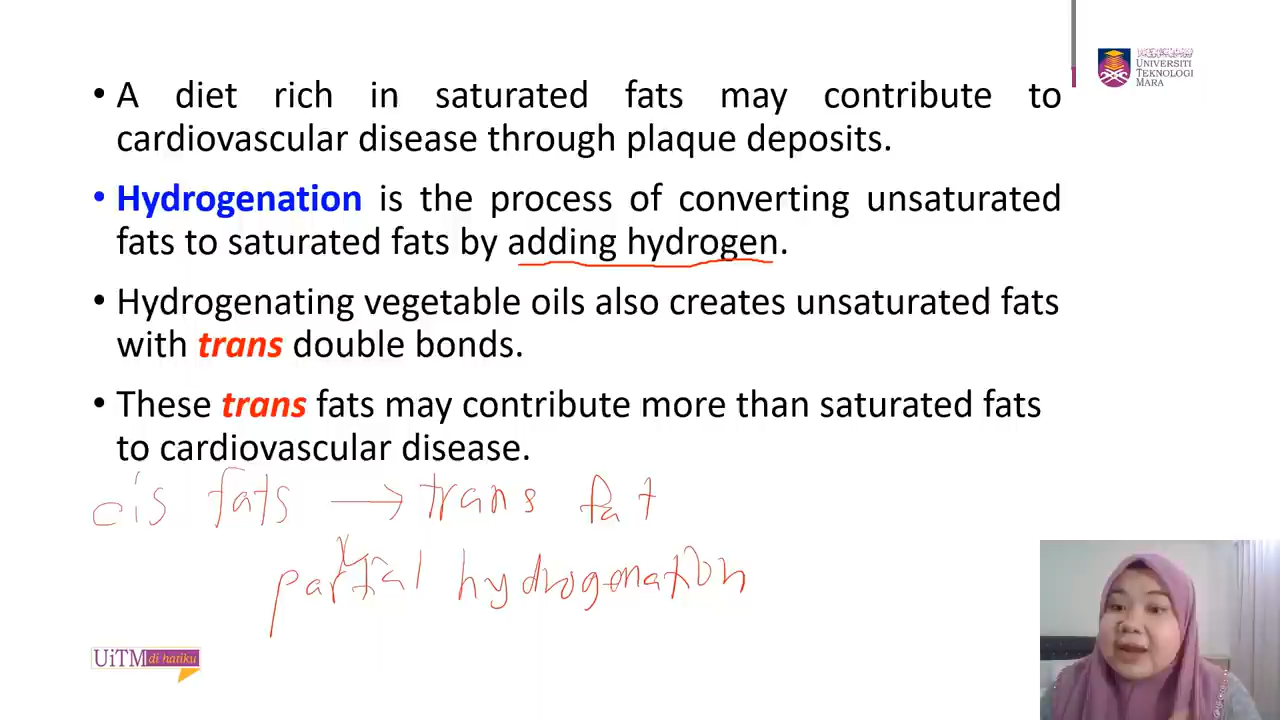 UNIVERSITI
TEKNOLOGI
MARA
• A diet rich in saturated fats may contribute to
cardiovascular disease through plaque deposits.
• Hydrogenation is the process of converting unsaturated
fats to saturated fats by adding hydrogen.
• Hydrogenating vegetable oils also creates unsaturated fats
with trans double bonds.
• These trans fats may contribute more than saturated fats
to cardiovascular disease.
cis fats → trans fat
partial hydrogenation
UiTM di hatiku